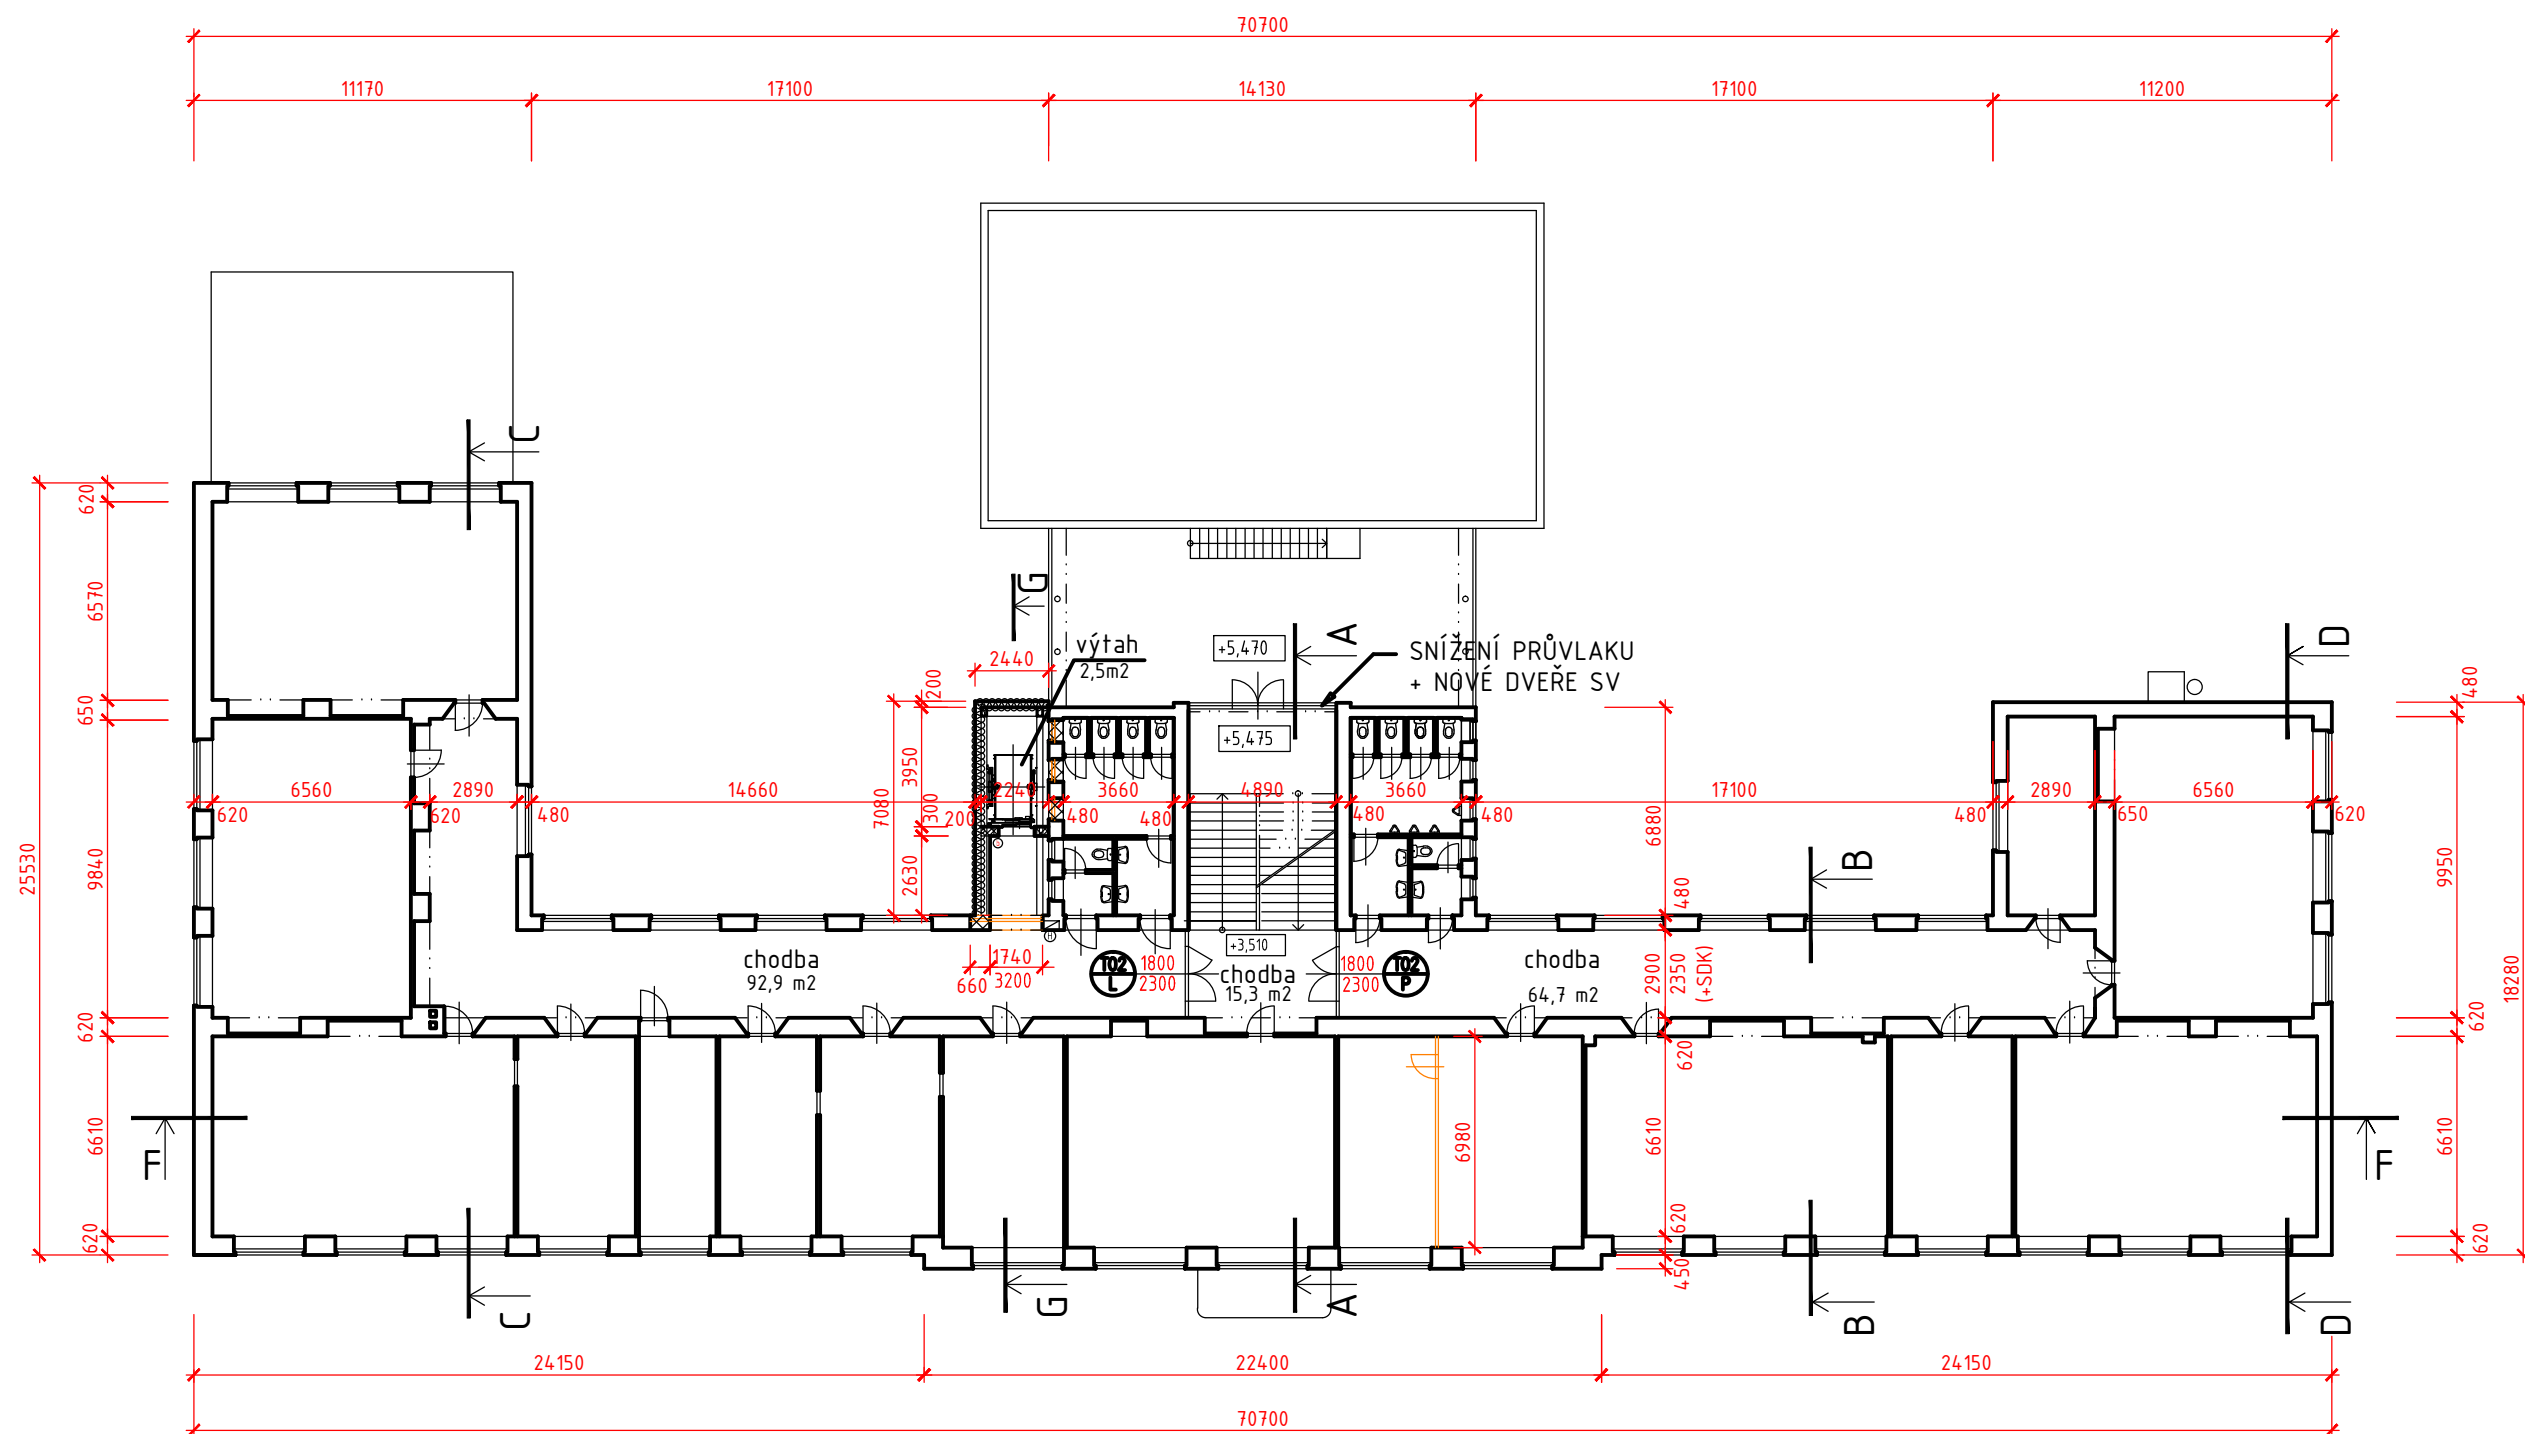 70700
11170
17100
14130
17100
11200
C
G
výtah
2,5m2
2440
200
+5,470
A
SNÍŽENÍ PRŮVLAKU
+ NOVÉ DVEŘE SV
+5,475
D
480
620
6570
650
9840
25530
620
6610
620
6560
620
2890
620
480
14660
7080
3950
300
2630
200
2240
480
3660
480
4890
480
3660
480
6880
480
17100
480
2890
650
6560
620
9950
18280
620
6610
620
B
+3,510
chodba
92,9 m2
660
1740
3200
T02
L
1800
2300
chodba
15,3 m2
1800
2300
T02
P
chodba
64,7 m2
2900
2350
(+SDK)
620
6980
6610
620
450
F
F
C
G
A
B
D
24150
22400
24150
70700